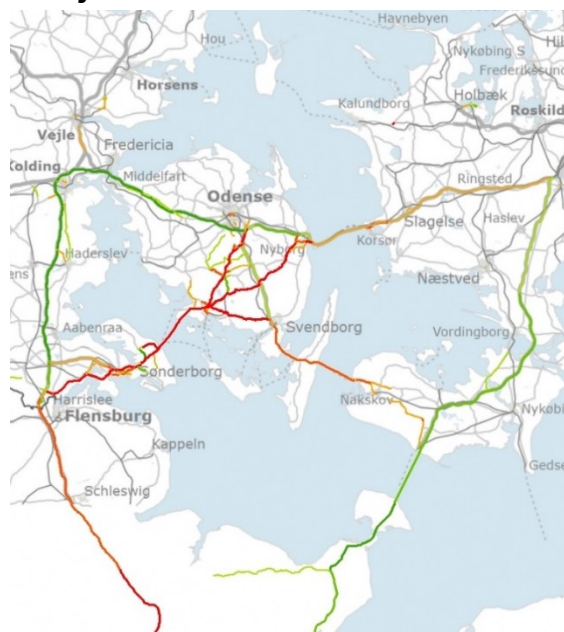 Havnebyen
Hou
Nykøbing S
Frederikssund
Horsens
Holbæk
Kalundborg
Roskild
Vejle
Fredericia
Kolding
Middelfart
Ringsted
Odense
Slagelse
Korsør
Haslev
Nyborg
Haderslev
Næstved
Aabenraa
Svendborg
Vordingborg
Sønderborg
Harrislee
Nakskov
Flensburg
Nykøbi
Kappeln
Gedse
Schleswig